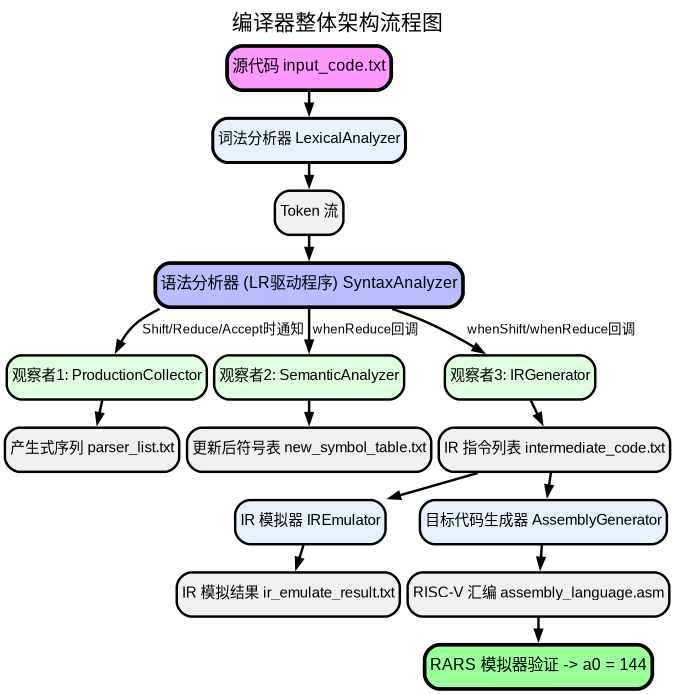 编译器整体架构流程图
源代码 input_code.txt
词法分析器 LexicalAnalyzer
Token 流
语法分析器 (LR驱动程序) SyntaxAnalyzer
Shift/Reduce/Accept时通知
whenReduce回调
whenShift/whenReduce回调
观察者1: ProductionCollector
观察者2: SemanticAnalyzer
观察者3: IRGenerator
产生式序列 parser_list.txt
更新后符号表 new_symbol_table.txt
IR 指令列表 intermediate_code.txt
IR 模拟器 IREmulator
目标代码生成器 AssemblyGenerator
IR 模拟结果 ir_emulate_result.txt
RISC-V 汇编 assembly_language.asm
RARS 模拟器验证 -> a0 = 144